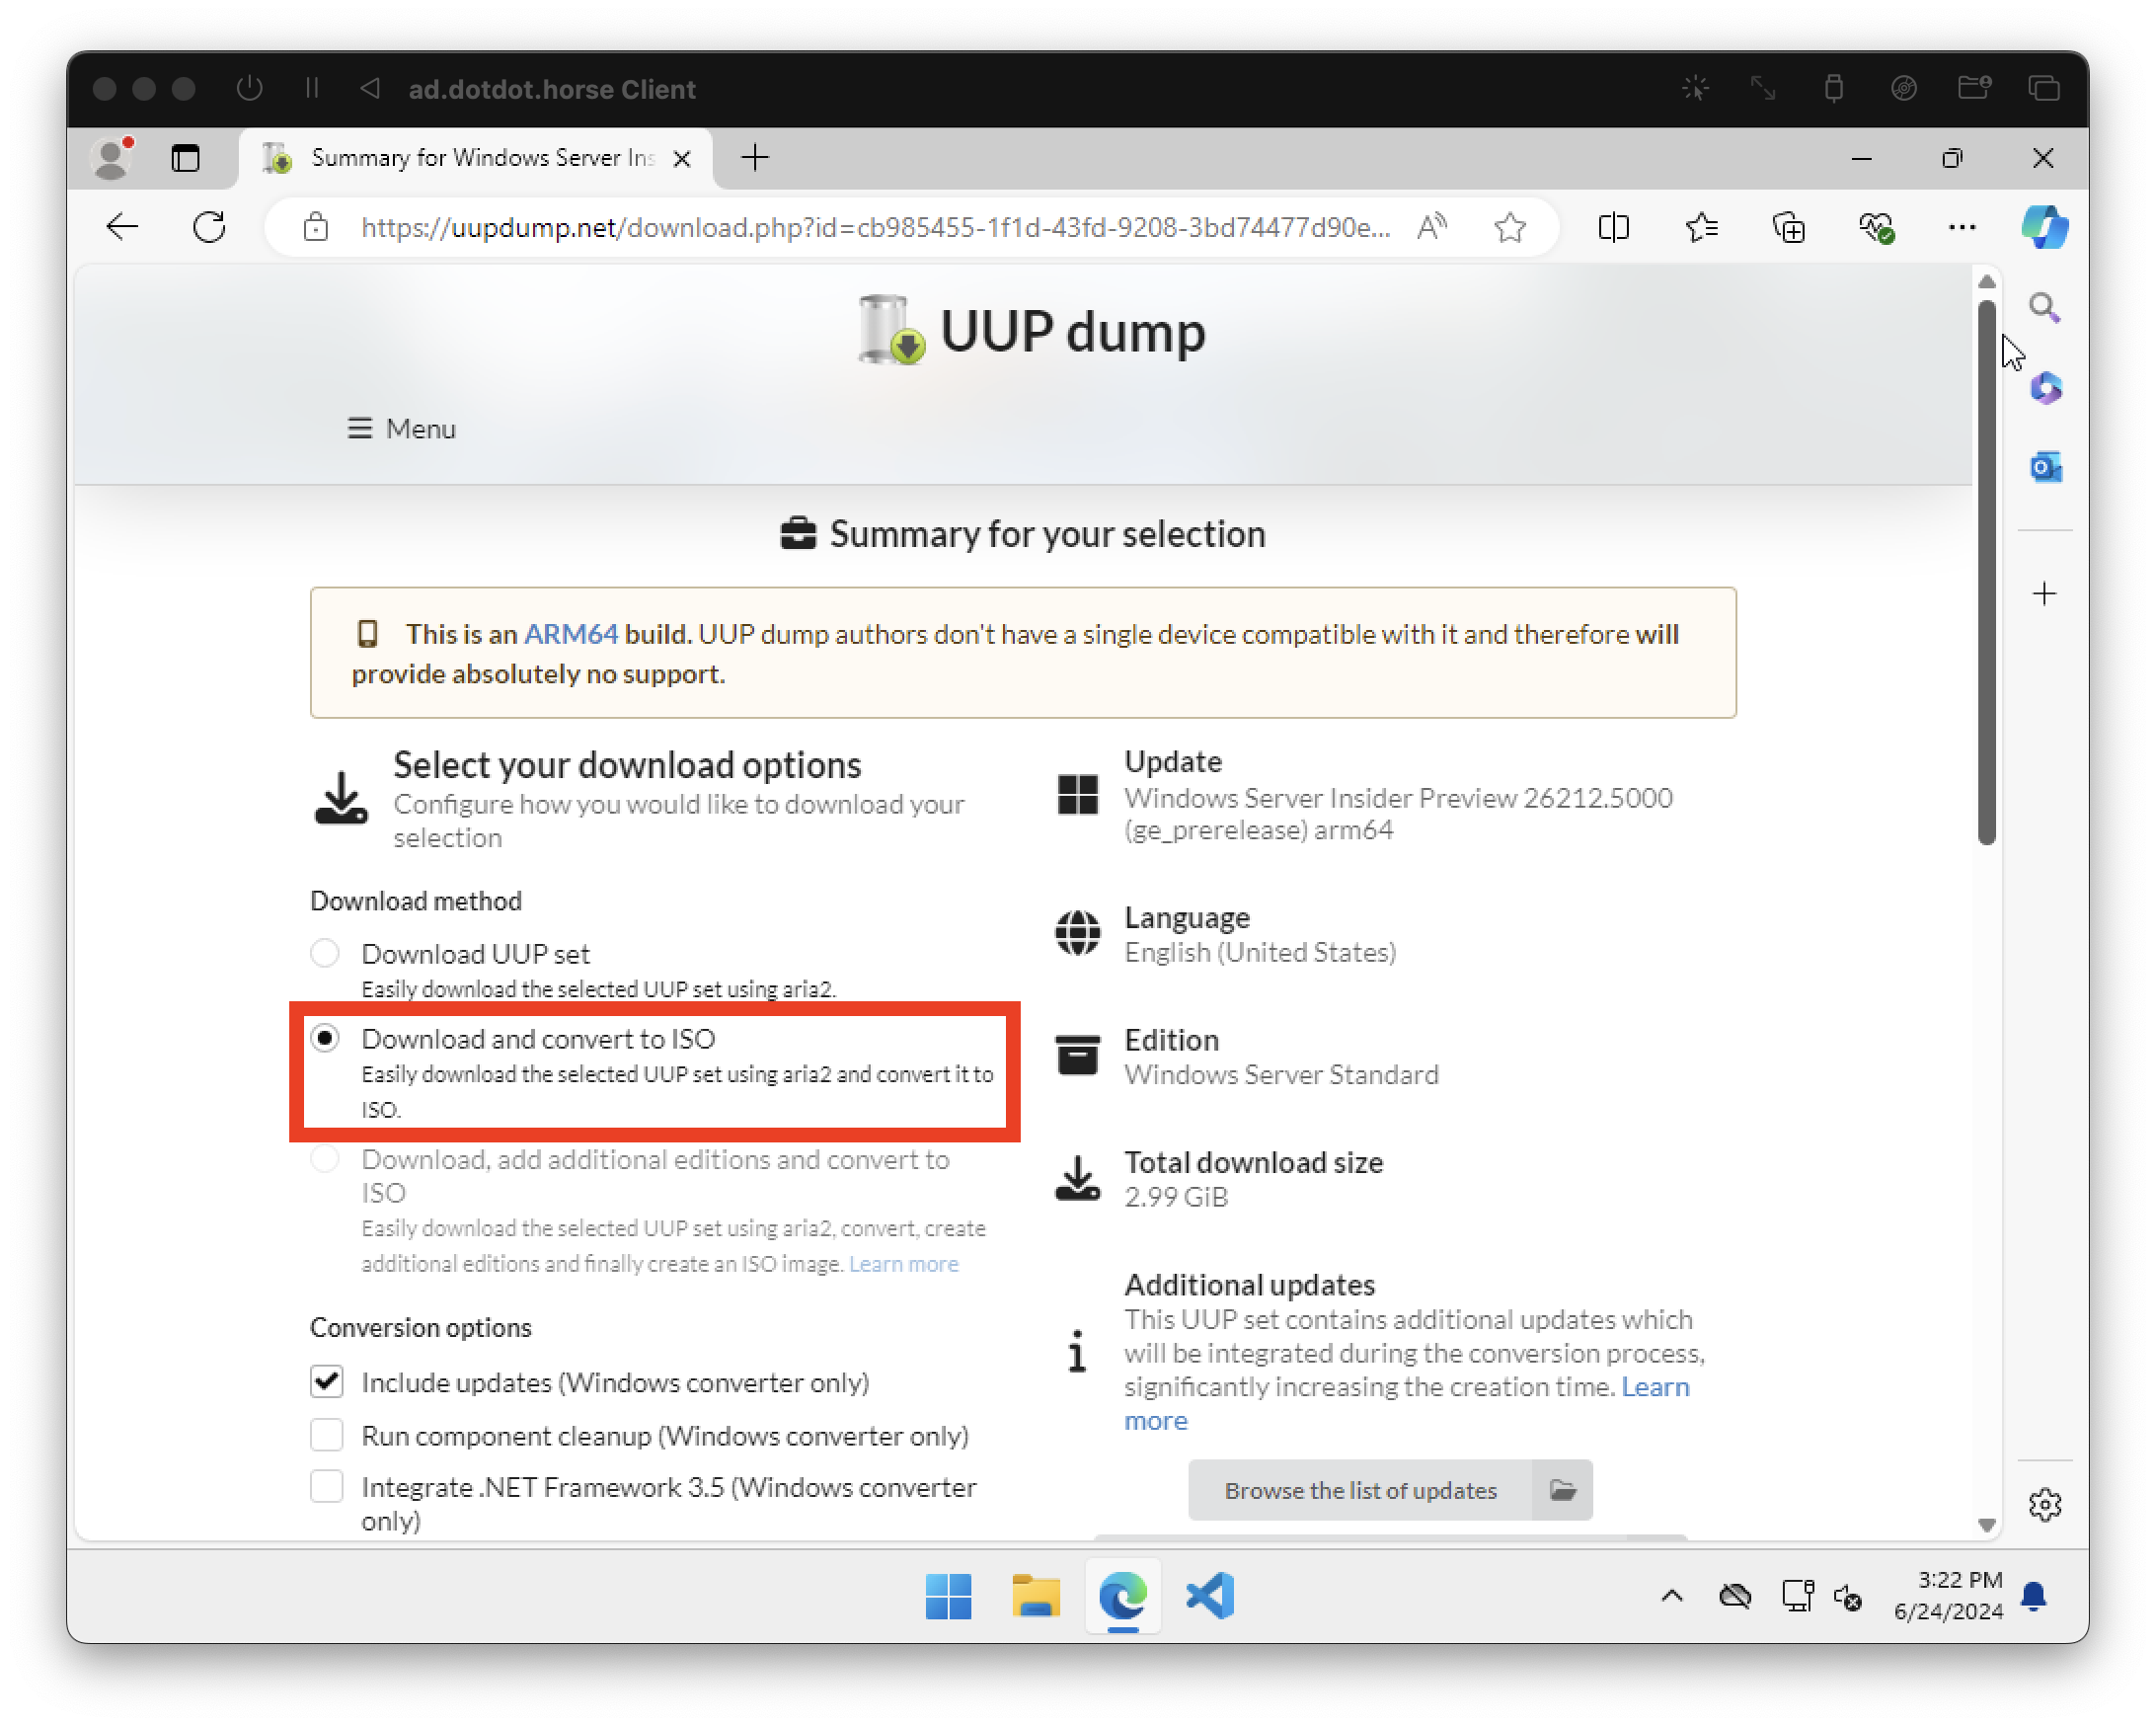 ad.dotdot.horse Client
Summary for Windows Server Ins
https://uupdump.net/download.php?id=cb985455-1f1d-43fd-9208-3bd74477d90e...
UUP dump
Menu
Summary for your selection
This is an ARM64 build. UUP dump authors don't have a single device compatible with it and therefore will
provide absolutely no support.
Select your download options
Configure how you would like to download your
selection
Download method
Download UUP set
Easily download the selected UUP set using aria2.
Download and convert to ISO
Easily download the selected UUP set using aria2 and convert it to
ISO.
Download, add additional editions and convert to
ISO
Easily download the selected UUP set using aria2, convert, create
additional editions and finally create an ISO image. Learn more
Conversion options
Include updates (Windows converter only)
Run component cleanup (Windows converter only)
Integrate .NET Framework 3.5 (Windows converter
only)
Update
Windows Server Insider Preview 26212.5000
(ge_prerelease) arm64
Language
English (United States)
Edition
Windows Server Standard
Total download size
2.99 GiB
Additional updates
This UUP set contains additional updates which
will be integrated during the conversion process,
significantly increasing the creation time. Learn
more
Browse the list of updates
3:22 PM
6/24/2024